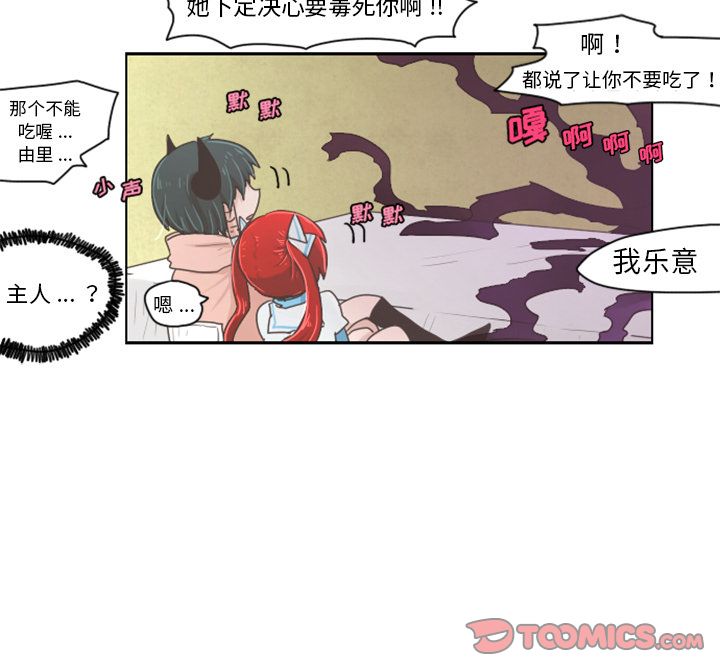 她下定决心要毒死你啊 !!
啊！
都说了让你不要吃了！
那个不能
吃喔 ...
由里 ...
默 默
嘎 啊 啊 啊
小 声
默 默
我乐意
主人 ... ？
嗯 ...
TOOMICS.COM